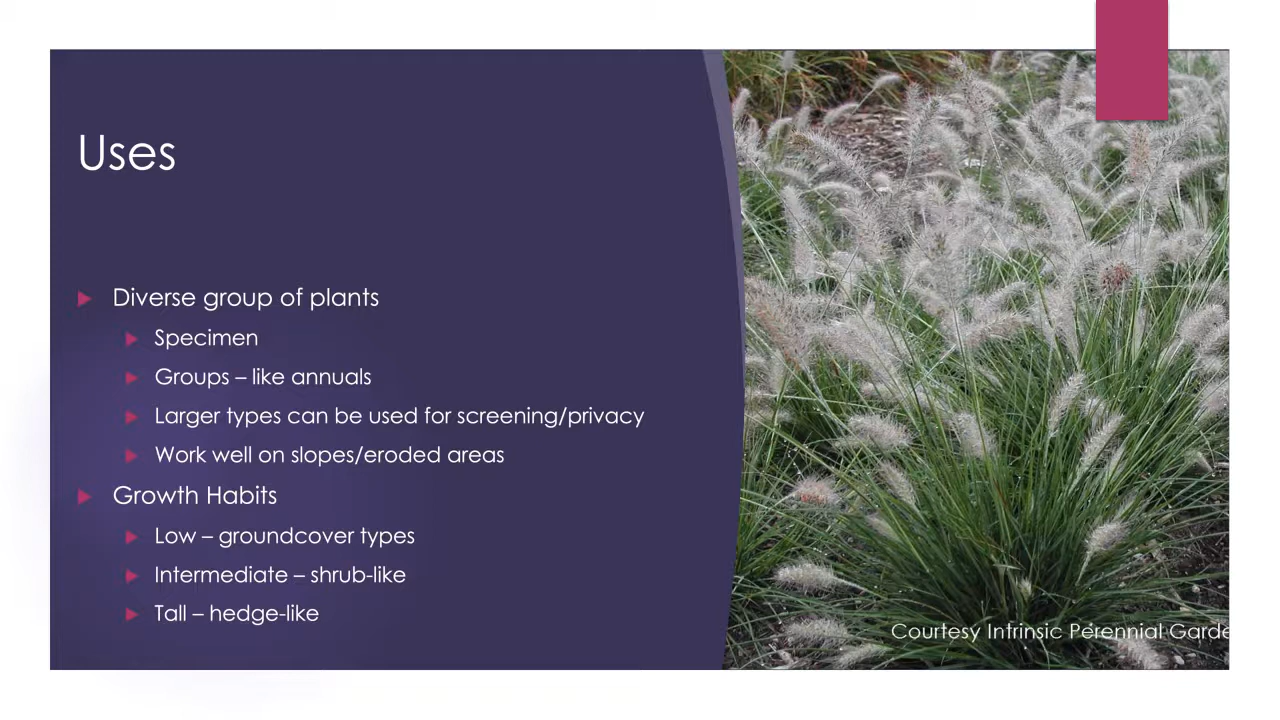 Uses
Diverse group of plants
Specimen
Groups – like annuals
Larger types can be used for screening/privacy
Work well on slopes/eroded areas
Growth Habits
Low – groundcover types
Intermediate – shrub-like
Tall – hedge-like
Courtesy Intrinsic Perennial Garde